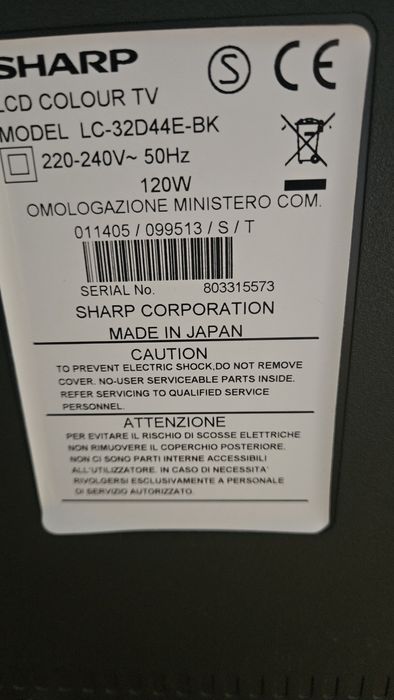 SHARP
S CE
LCD COLOUR TV
MODEL LC-32D44E-BK
220-240V~ 50Hz
120W
OMOLOGAZIONE MINISTERO COM.
011405 / 099513 / S / T
SERIAL No. 803315573
SHARP CORPORATION
MADE IN JAPAN
CAUTION
TO PREVENT ELECTRIC SHOCK,DO NOT REMOVE
COVER. NO-USER SERVICEABLE PARTS INSIDE.
REFER SERVICING TO QUALIFIED SERVICE
PERSONNEL.
ATTENZIONE
PER EVITARE IL RISCHIO DI SCOSSE ELETTRICHE
NON RIMUOVERE IL COPERCHIO POSTERIORE.
NON CI SONO PARTI INTERNE ACCESSIBILI
ALL'UTILIZZATORE. IN CASO DI NECESSITA'
RIVOLGERSI ESCLUSIVAMENTE A PERSONALE
DI SERVIZIO AUTORIZZATO.